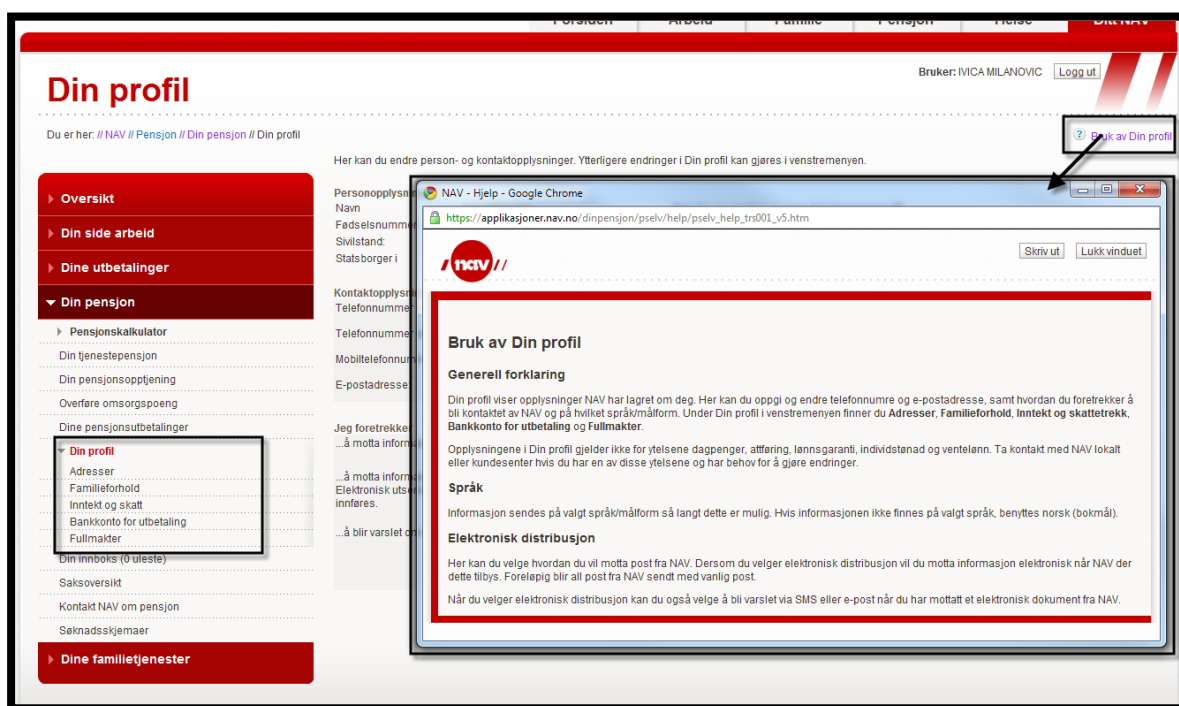 Forsiden Arbeid Familie Pensjon Helse Ditt NAV
Bruker: IVICA MILANOVIC Logg ut
Din profil
Du er her: // NAV // Pensjon // Din pensjon // Din profil
? Bruk av Din profil
Her kan du endre person- og kontaktopplysninger. Ytterligere endringer i Din profil kan gjøres i venstremenyen.
Oversikt
Din side arbeid
Dine utbetalinger
Din pensjon
Pensjonskalkulator
Din tjenestepensjon
Din pensjonsopptjening
Overføre omsorgspoeng
Dine pensjonsutbetalinger
Din profil
Adresser
Familieforhold
Inntekt og skatt
Bankkonto for utbetaling
Fullmakter
Din innboks (0 uleste)
Saksoversikt
Kontakt NAV om pensjon
Søknadsskjemaer
Dine familietjenester
Navn
Fødselsnummer
Sivilstand:
Statsborger i
Telefonnummer
Mobiltelefonnum
E-postadresse
Jeg foretrekker
...å motta inform
...å motta inform
Elektronisk utse
innføres.
...å blir varslet o
NAV - Hjelp - Google Chrome
https://applikasjoner.nav.no/dinpensjon/pselv/help/pselv_help_trs001_v5.htm
nav
Skriv ut Lukk vinduet
Bruk av Din profil
Generell forklaring
Din profil viser opplysninger NAV har lagret om deg. Her kan du oppgi og endre telefonnumre og e-postadresse, samt hvordan du foretrekker å
bli kontaktet av NAV og på hvilket språk/målform. Under Din profil i venstremenyen finner du Adresser, Familieforhold, Inntekt og skattetrekk,
Bankkonto for utbetaling og Fullmakter.
Opplysningene i Din profil gjelder ikke for ytelsene dagpenger, attføring, lønnsgaranti, individstønad og ventelønn. Ta kontakt med NAV lokalt
eller kundesenter hvis du har en av disse ytelsene og har behov for å gjøre endringer.
Språk
Informasjon sendes på valgt språk/målform så langt dette er mulig. Hvis informasjonen ikke finnes på valgt språk, benyttes norsk (bokmål).
Elektronisk distribusjon
Her kan du velge hvordan du vil motta post fra NAV. Dersom du velger elektronisk distribusjon vil du motta informasjon elektronisk når NAV der
dette tilbys. Foreløpig blir all post fra NAV sendt med vanlig post.
Når du velger elektronisk distribusjon kan du også velge å bli varslet via SMS eller e-post når du har mottatt et elektronisk dokument fra NAV.